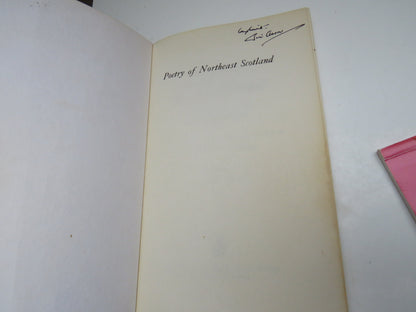 Poetry of Northeast Scotland